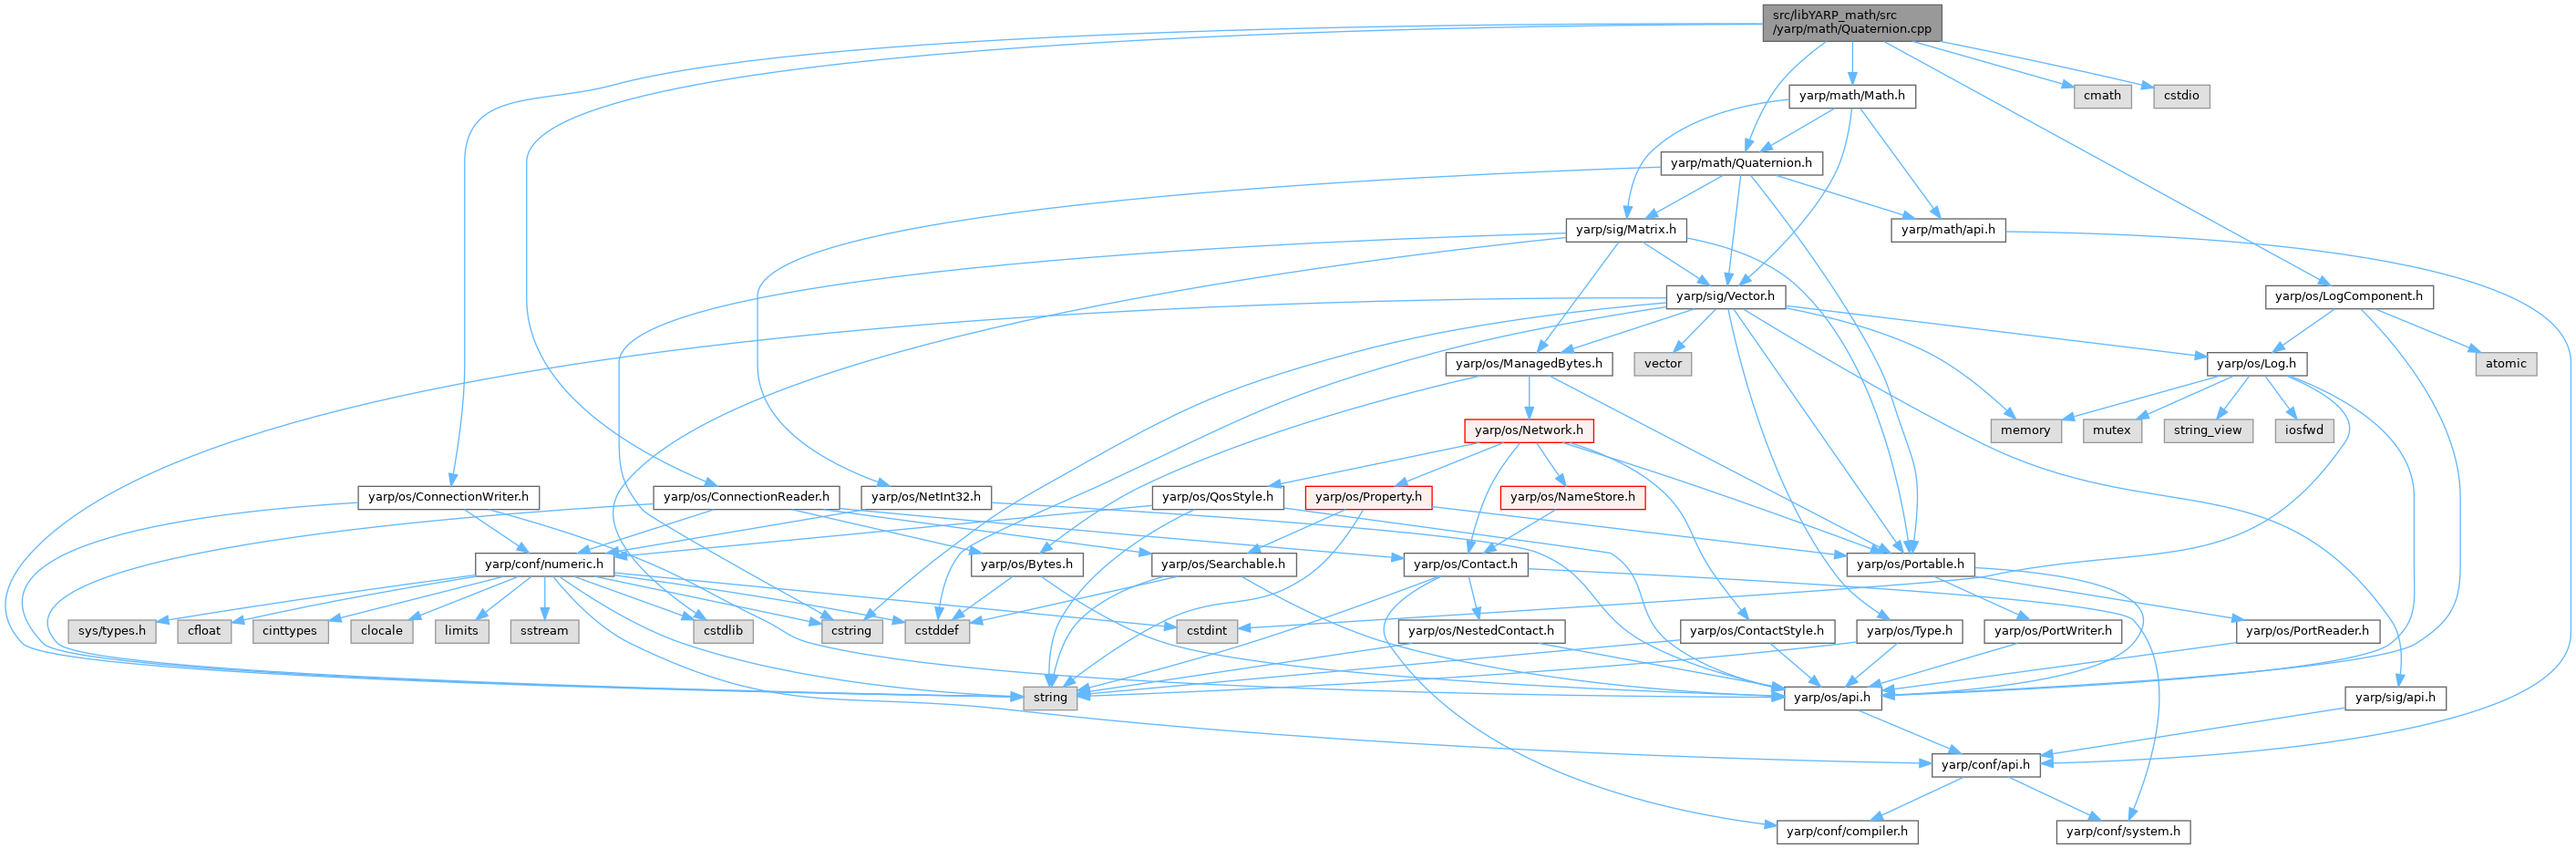 src/libYARP_math/src
/yarp/math/Quaternion.cpp
yarp/math/Math.h
cmath
cstdio
yarp/math/Quaternion.h
yarp/sig/Matrix.h
yarp/math/api.h
yarp/sig/Vector.h
yarp/os/LogComponent.h
yarp/os/ManagedBytes.h
vector
yarp/os/Log.h
atomic
yarp/os/Network.h
memory
mutex
string_view
iosfwd
yarp/os/ConnectionWriter.h
yarp/os/ConnectionReader.h
yarp/os/NetInt32.h
yarp/os/QosStyle.h
yarp/os/Property.h
yarp/os/NameStore.h
yarp/conf/numeric.h
yarp/os/Bytes.h
yarp/os/Searchable.h
yarp/os/Contact.h
yarp/os/Portable.h
sys/types.h
cfloat
cinttypes
clocale
limits
sstream
cstdlib
cstring
cstddef
cstdint
yarp/os/NestedContact.h
yarp/os/ContactStyle.h
yarp/os/Type.h
yarp/os/PortWriter.h
yarp/os/PortReader.h
string
yarp/os/api.h
yarp/sig/api.h
yarp/conf/api.h
yarp/conf/compiler.h
yarp/conf/system.h